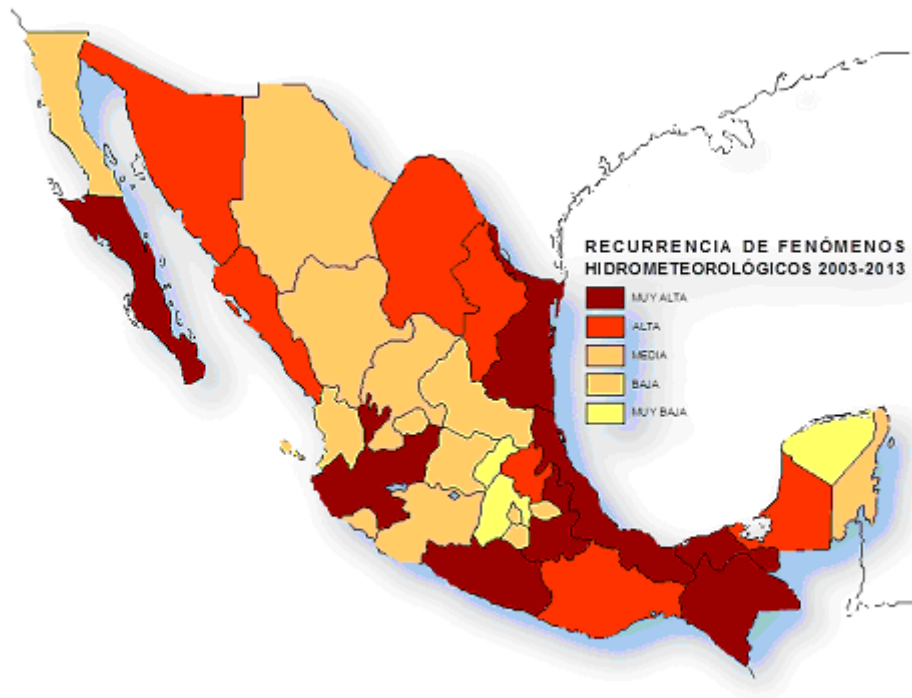 RECURRENCIA DE FENÓMENOS
HIDROMETEOROLÓGICOS 2003-2013
MUY ALTA
ALTA
MEDIA
BAJA
MUY BAJA